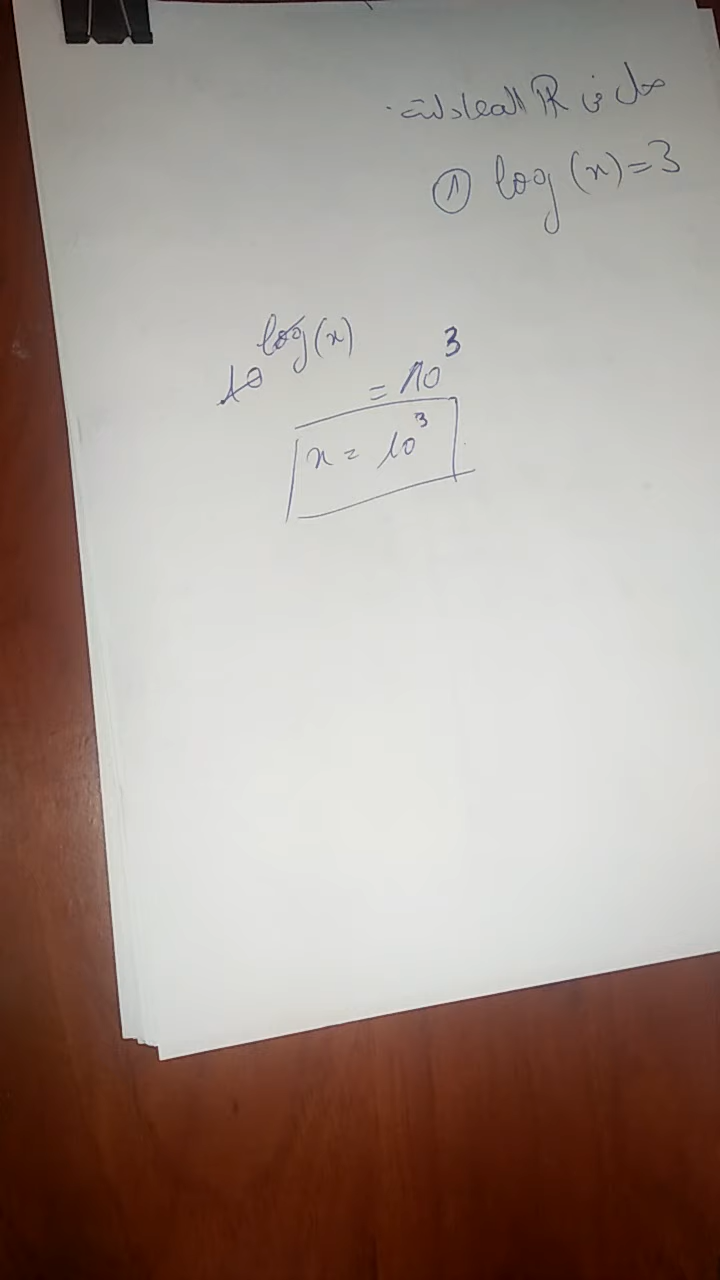 حل في ℝ المعادلات
① log(x)=3
10^log(x) = 10^3
x = 10^3